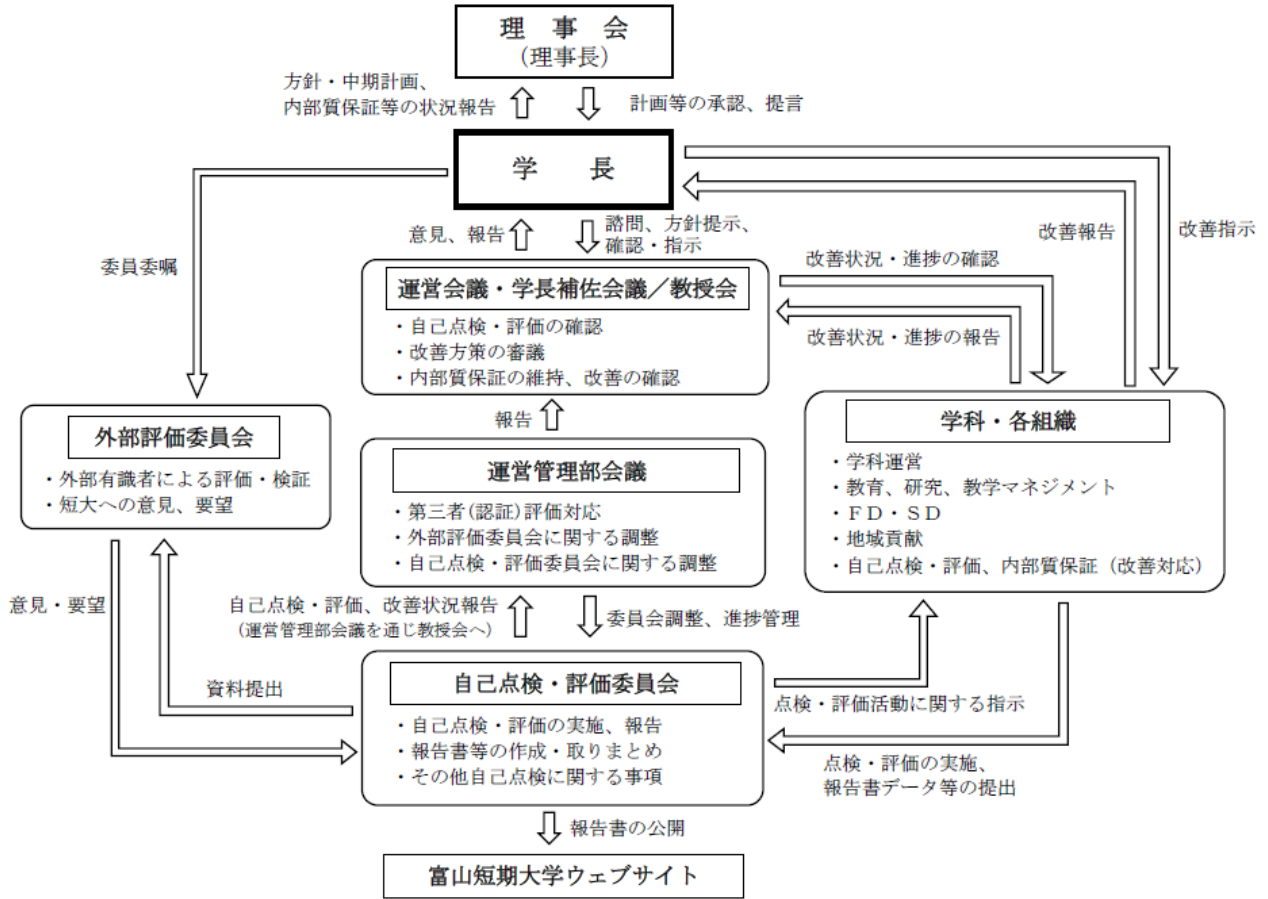 理　事　会
（理事長）
方針・中期計画、
内部質保証等の状況報告
計画等の承認、提言
学　　長
意見、報告
諮問、方針提示、
確認・指示
委員委嘱
改善報告
改善指示
運営会議・学長補佐会議／教授会
・自己点検・評価の確認
・改善方策の審議
・内部質保証の維持、改善の確認
改善状況・進捗の確認
改善状況・進捗の報告
報告
外部評価委員会
・外部有識者による評価・検証
・短大への意見、要望
運営管理部会議
・第三者(認証)評価対応
・外部評価委員会に関する調整
・自己点検・評価委員会に関する調整
学科・各組織
・学科運営
・教育、研究、教学マネジメント
・ＦＤ・ＳＤ
・地域貢献
・自己点検・評価、内部質保証（改善対応）
意見・要望
自己点検・評価、改善状況報告
(運営管理部会議を通じ教授会へ)
委員会調整、進捗管理
資料提出
自己点検・評価委員会
・自己点検・評価の実施、報告
・報告書等の作成・取りまとめ
・その他自己点検に関する事項
点検・評価活動に関する指示
点検・評価の実施、
報告書データ等の提出
報告書の公開
富山短期大学ウェブサイト